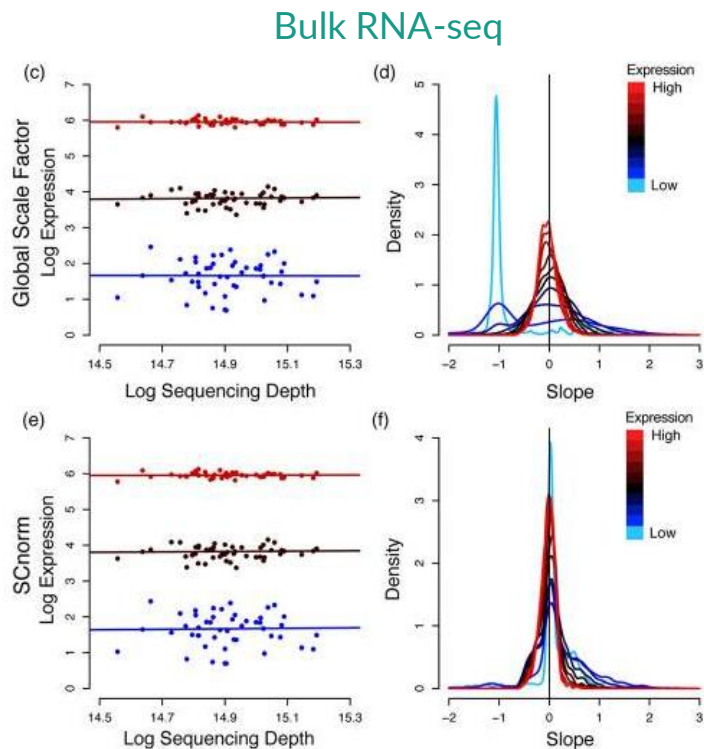 Bulk RNA-seq
(c)
Global Scale Factor
Log Expression
7
6
5
4
3
2
1
0
14.5 14.7 14.9 15.1 15.3
Log Sequencing Depth
(d)
Expression
High
Low
Density
5
4
3
2
1
0
-2 -1 0 1 2 3
Slope
(e)
SCnorm
Log Expression
7
6
5
4
3
2
1
0
14.5 14.7 14.9 15.1 15.3
Log Sequencing Depth
(f)
Expression
High
Low
Density
4
3
2
1
0
-2 -1 0 1 2 3
Slope